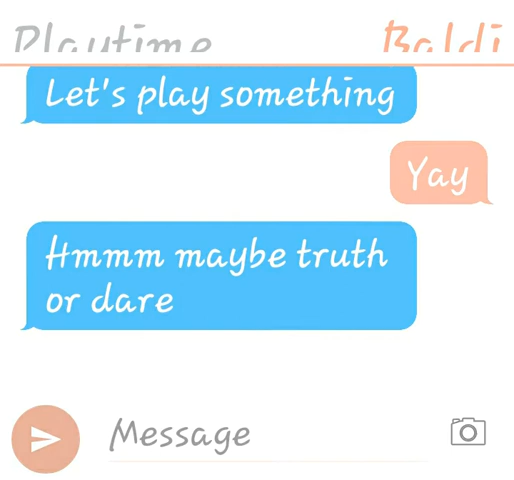 Playtime Baldi
Let's play something
Yay
Hmmm maybe truth
or dare
Message